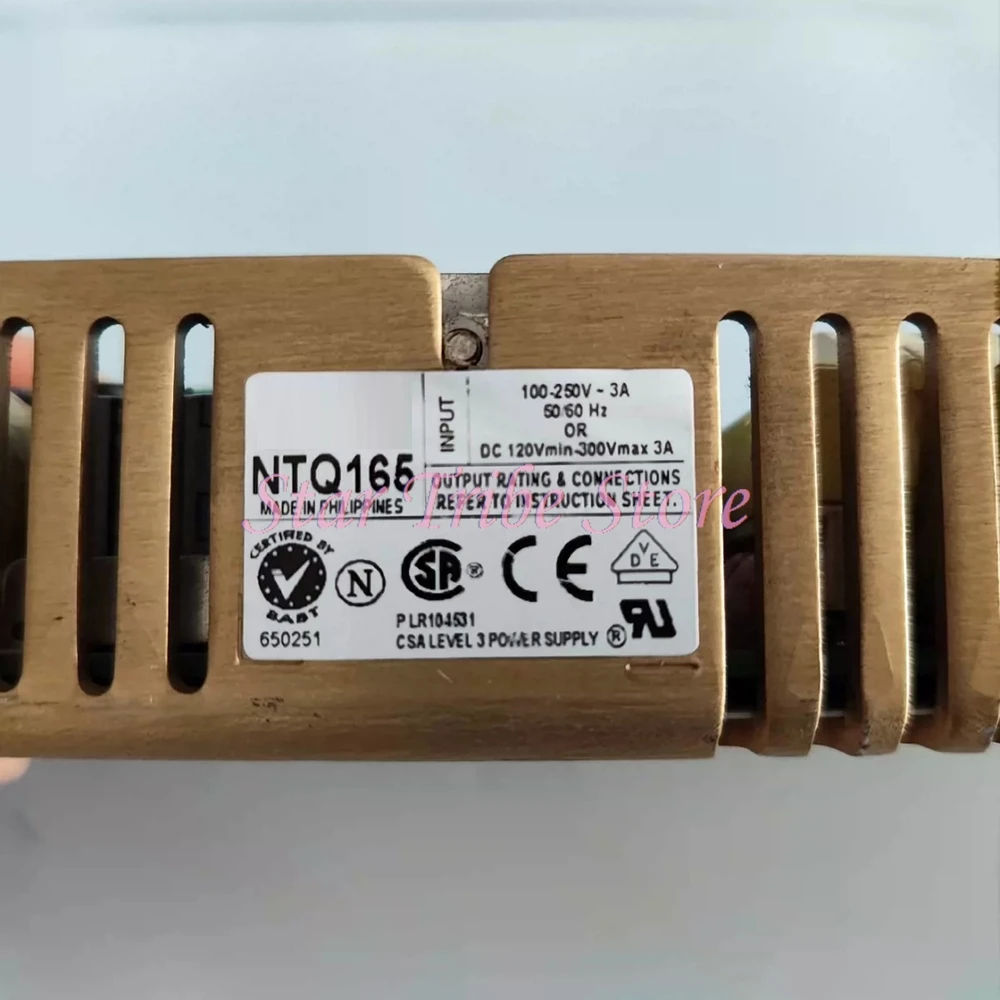 INPUT
100-250V ~ 3A
50/60 Hz
OR
DC 120Vmin-300Vmax 3A
NTQ165
MADE IN PHILIPPINES
OUTPUT RATING & CONNECTIONS
REFER TO INSTRUCTION SHEET.
Star Tribe Store
CERTIFIED BY
BABT
650251
N
SA ®
LR104531
CSA LEVEL 3 POWER SUPPLY
CE
VDE
®